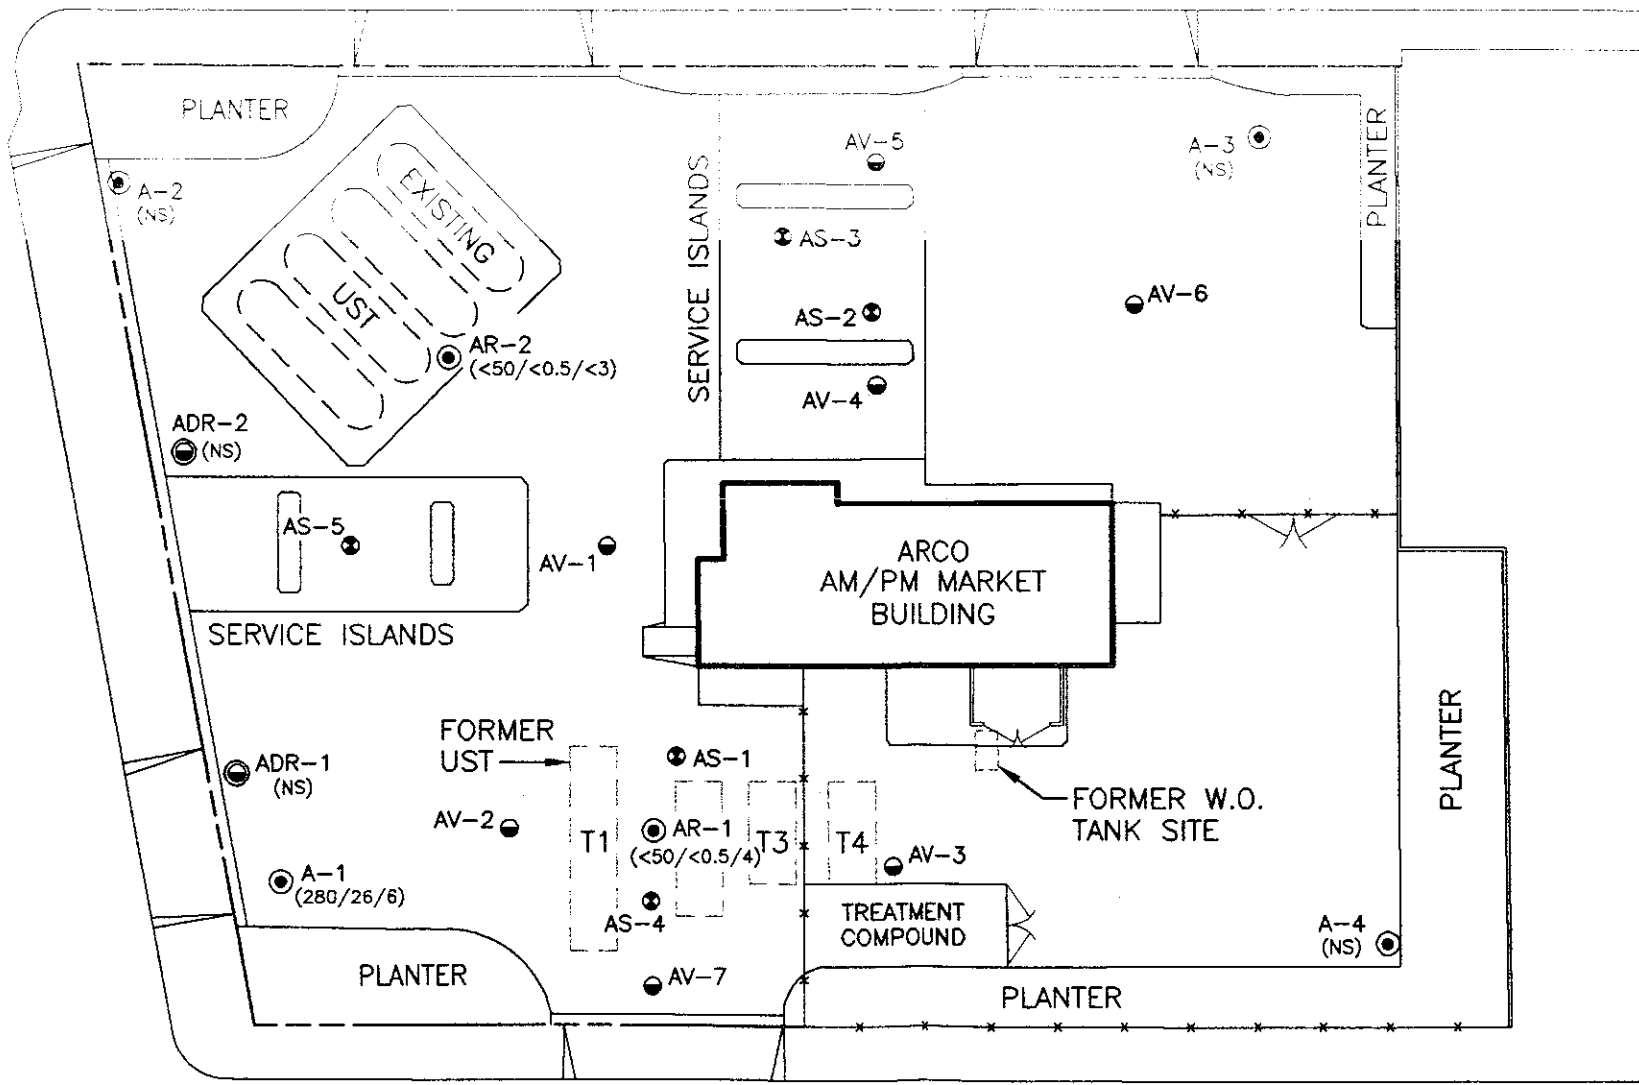 PLANTER
AV-5
A-3
(NS)
PLANTER
A-2
(NS)
EXISTING
UST
SERVICE ISLANDS
AS-3
AS-2
AV-6
AR-2
(<50/<0.5/<3)
AV-4
ADR-2
(NS)
AS-5
AV-1
ARCO
AM/PM MARKET
BUILDING
SERVICE ISLANDS
FORMER
UST
AS-1
ADR-1
(NS)
FORMER W.O.
TANK SITE
PLANTER
AV-2
T1
AR-1
(<50/<0.5/4)
T3
T4
AV-3
A-1
(280/26/6)
AS-4
TREATMENT
COMPOUND
A-4
(NS)
PLANTER
AV-7
PLANTER